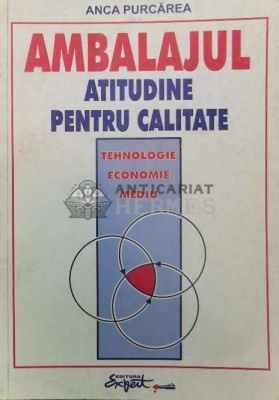 ANCA PURCĂREA
AMBALAJUL
ATITUDINE
PENTRU CALITATE
TEHNOLOGIE
ECONOMIE
MEDIU
ANTICARIAT
HERMES
EDITURA
Expert